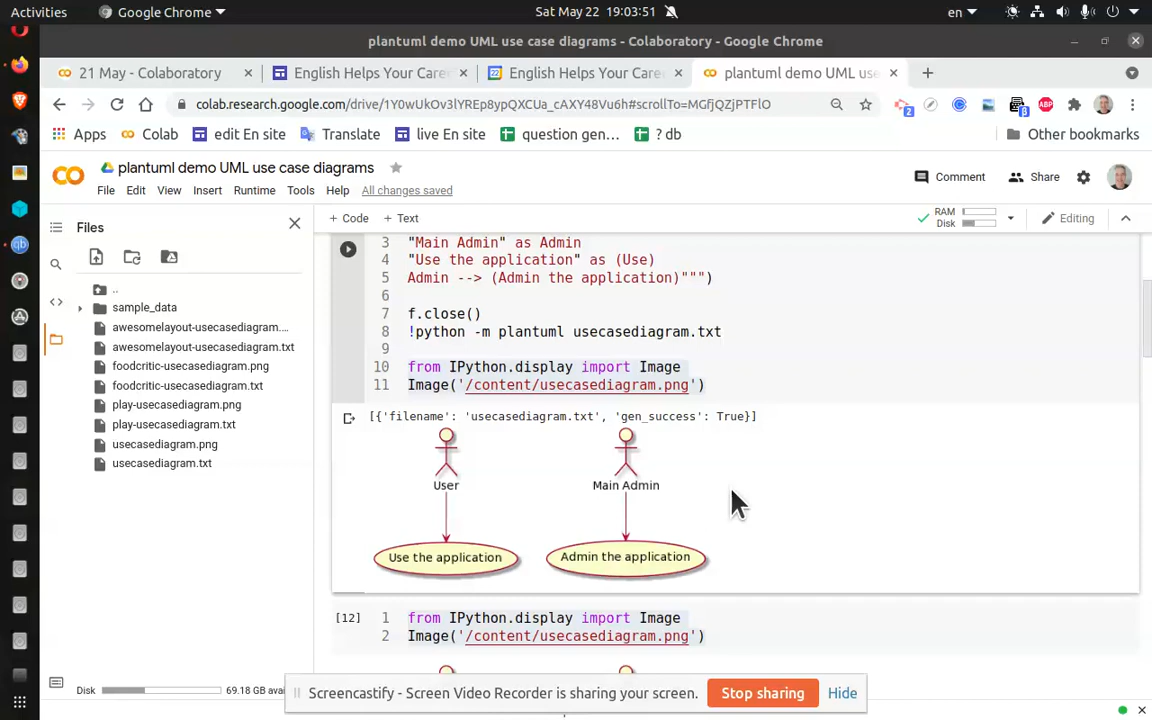 Activities
Google Chrome
Sat May 22 19:03:51
en
plantuml demo UML use case diagrams - Colaboratory - Google Chrome
21 May - Colaboratory
English Helps Your Caree
English Helps Your Caree
plantuml demo UML use
colab.research.google.com/drive/1Y0wUkOv3lYREp8ypQXCUa_cAXY48Vu6h#scrollTo=MGfjQZjPTFlO
2
β
ABP
Apps
Colab
edit En site
Translate
live En site
question gen...
? db
Other bookmarks
plantuml demo UML use case diagrams
File
Edit
View
Insert
Runtime
Tools
Help
All changes saved
Comment
Share
Files
+ Code
+ Text
RAM
Disk
Editing
..
sample_data
awesomelayout-usecasediagram....
awesomelayout-usecasediagram.txt
foodcritic-usecasediagram.png
foodcritic-usecasediagram.txt
play-usecasediagram.png
play-usecasediagram.txt
usecasediagram.png
usecasediagram.txt
Disk
69.18 GB avai
3 "Main Admin" as Admin
4 "Use the application" as (Use)
5 Admin --> (Admin the application)""")
6
7 f.close()
8 !python -m plantuml usecasediagram.txt
9
10 from IPython.display import Image
11 Image('/content/usecasediagram.png')
[{'filename': 'usecasediagram.txt', 'gen_success': True}]
User
Main Admin
Use the application
Admin the application
[12]
1 from IPython.display import Image
2 Image('/content/usecasediagram.png')
Screencastify - Screen Video Recorder is sharing your screen.
Stop sharing
Hide
qb